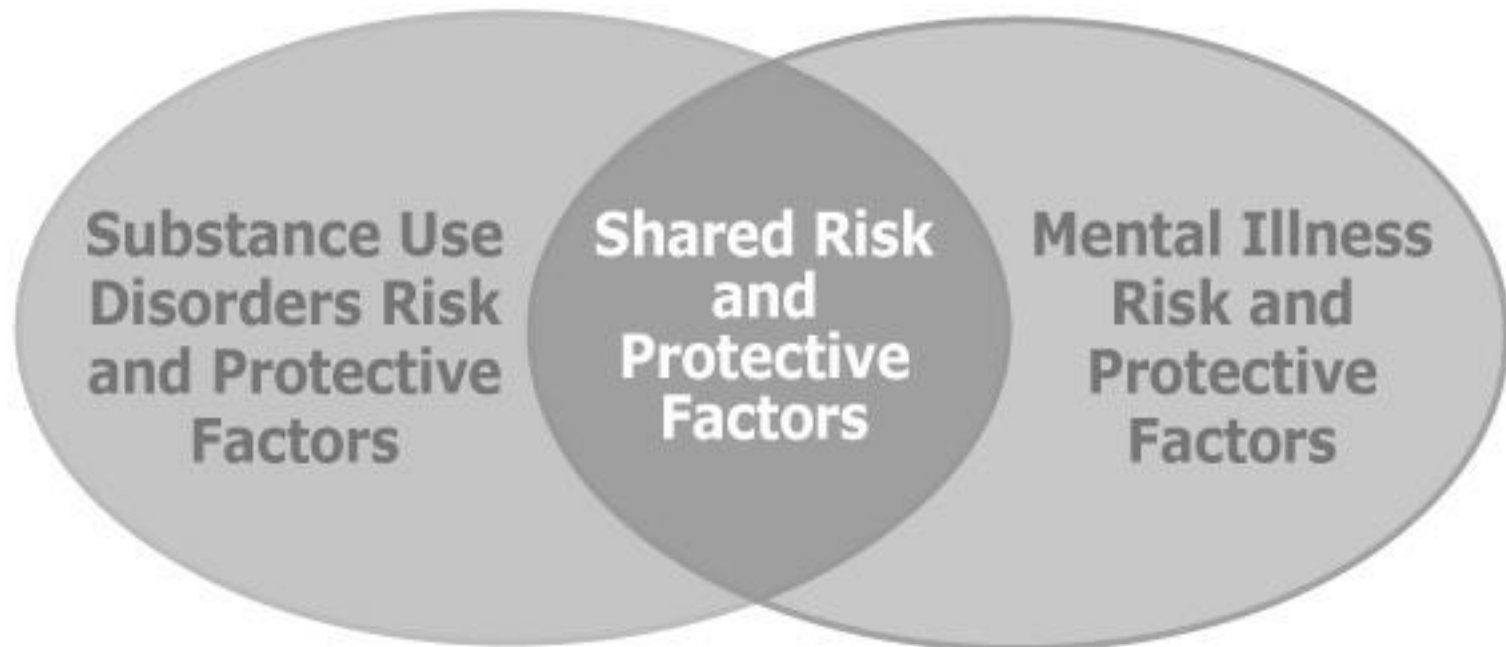 Substance Use
Disorders Risk
and Protective
Factors
Shared Risk
and
Protective
Factors
Mental Illness
Risk and
Protective
Factors